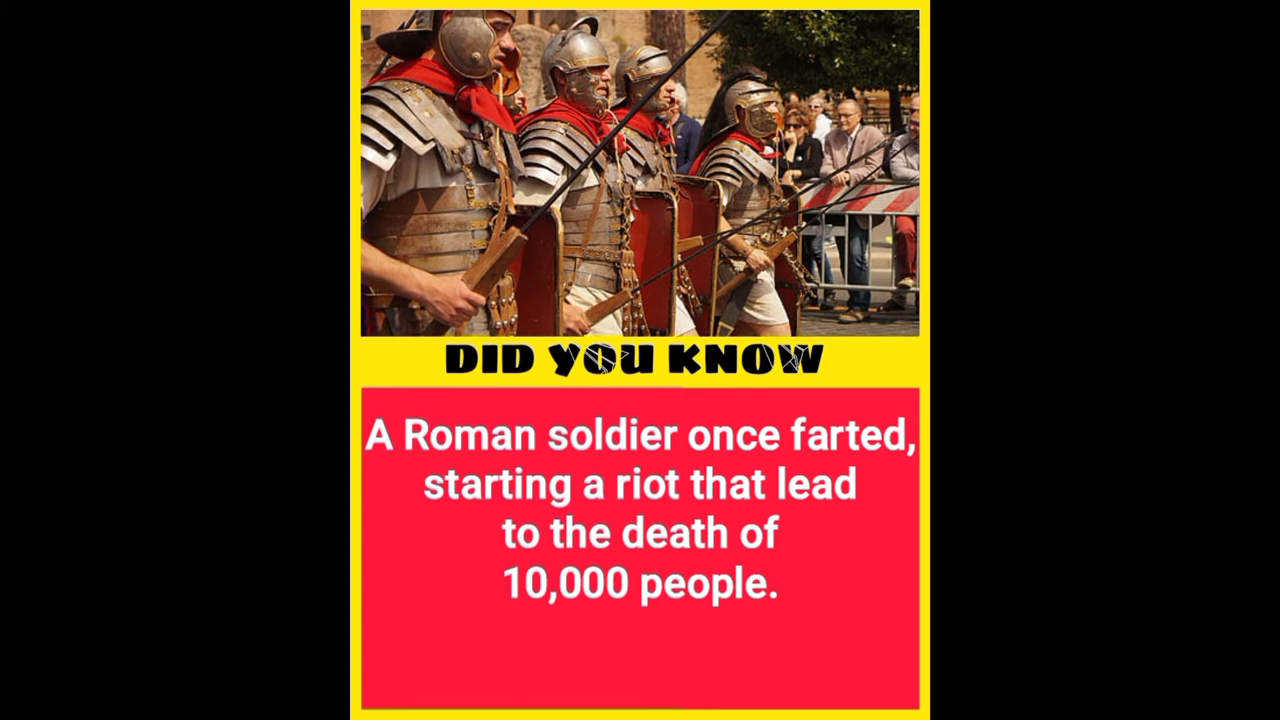 DID YOU KNOW
A Roman soldier once farted,
starting a riot that lead
to the death of
10,000 people.